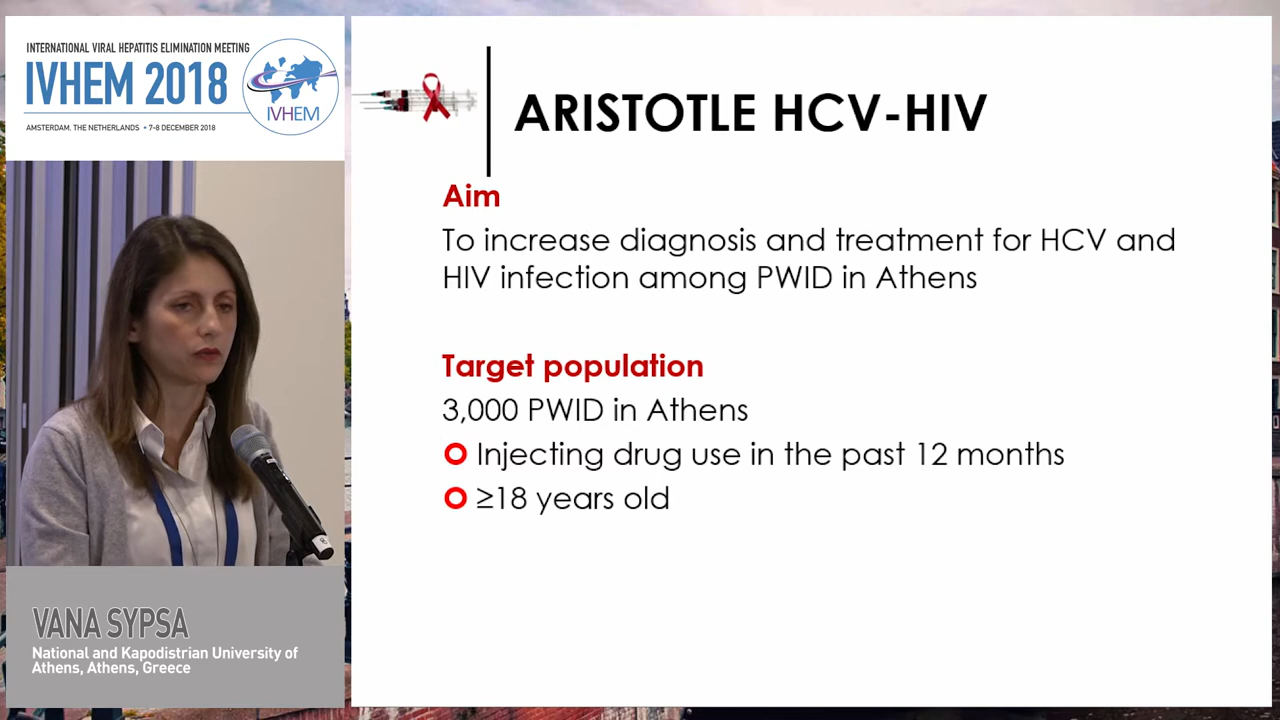 INTERNATIONAL VIRAL HEPATITIS ELIMINATION MEETING
IVHEM 2018
IVHEM
AMSTERDAM, THE NETHERLANDS • 7-8 DECEMBER 2018
VANA SYPSA
National and Kapodistrian University of
Athens, Athens, Greece
ARISTOTLE HCV-HIV
Aim
To increase diagnosis and treatment for HCV and
HIV infection among PWID in Athens
Target population
3,000 PWID in Athens
Injecting drug use in the past 12 months
≥18 years old